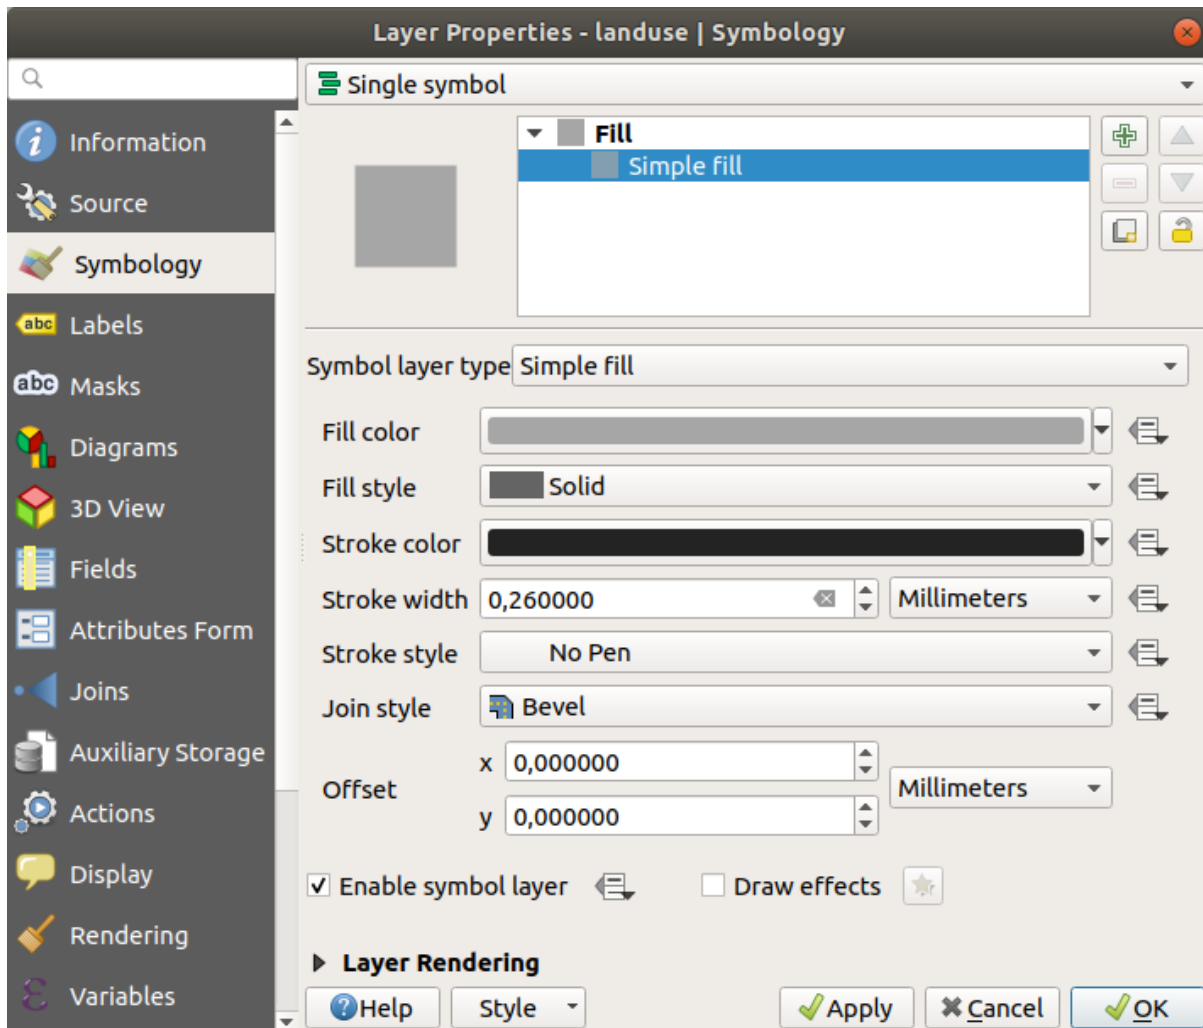 Layer Properties - landuse | Symbology
Single symbol
Information
Source
Symbology
Labels
Masks
Diagrams
3D View
Fields
Attributes Form
Joins
Auxiliary Storage
Actions
Display
Rendering
Variables
abc
abc
Fill
Simple fill
Symbol layer type Simple fill
Fill color
Fill style Solid
Stroke color
Stroke width 0,260000 Millimeters
Stroke style No Pen
Join style Bevel
Offset x 0,000000 Millimeters
y 0,000000
Enable symbol layer Draw effects
Layer Rendering
Help Style Apply Cancel OK